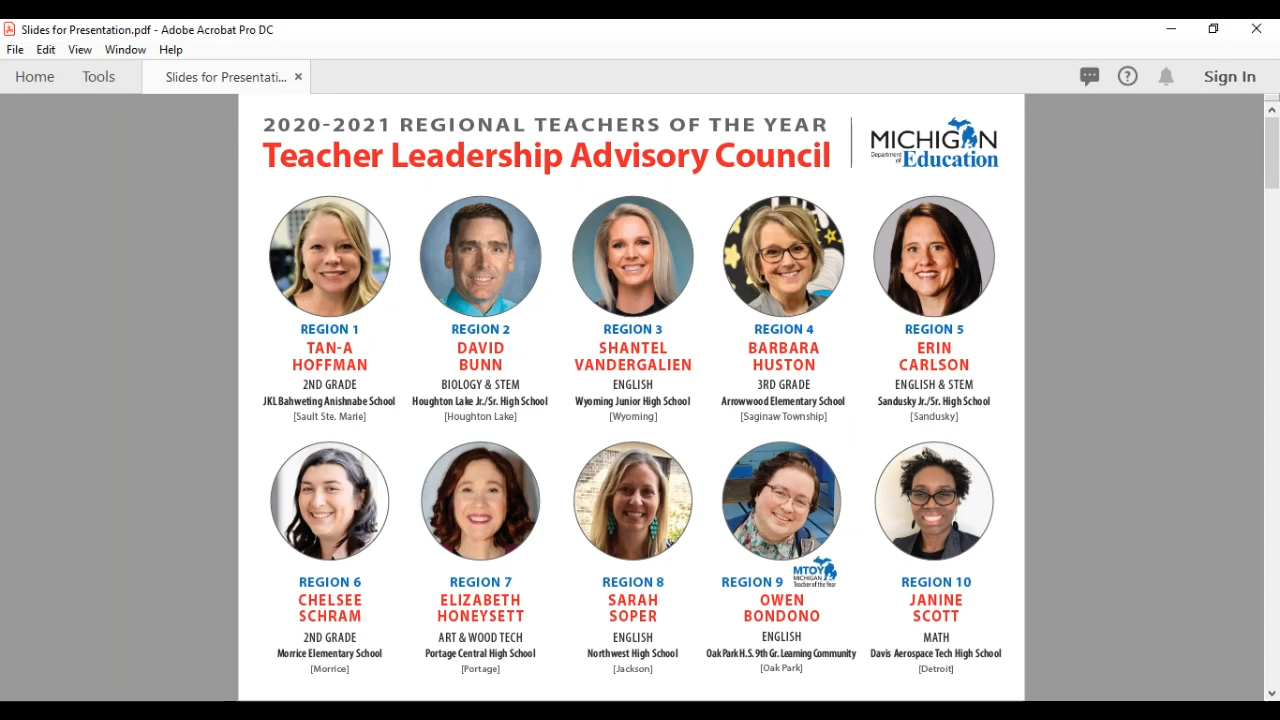 Slides for Presentation.pdf - Adobe Acrobat Pro DC
File Edit View Window Help
Home Tools Slides for Presentati... × ? Sign In
2020-2021 REGIONAL TEACHERS OF THE YEAR
Teacher Leadership Advisory Council
MICHIGAN
Department of Education
REGION 1
TAN-A
HOFFMAN
2ND GRADE
JKL Bahweting Anishnabe School
[Sault Ste. Marie]
REGION 2
DAVID
BUNN
BIOLOGY & STEM
Houghton Lake Jr./Sr. High School
[Houghton Lake]
REGION 3
SHANTEL
VANDERGALIEN
ENGLISH
Wyoming Junior High School
[Wyoming]
REGION 4
BARBARA
HUSTON
3RD GRADE
Arrowwood Elementary School
[Saginaw Township]
REGION 5
ERIN
CARLSON
ENGLISH & STEM
Sandusky Jr./Sr. High School
[Sandusky]
REGION 6
CHELSEE
SCHRAM
2ND GRADE
Morrice Elementary School
[Morrice]
REGION 7
ELIZABETH
HONEYSETT
ART & WOOD TECH
Portage Central High School
[Portage]
REGION 8
SARAH
SOPER
ENGLISH
Northwest High School
[Jackson]
REGION 9
MTOY
MICHIGAN
Teacher of the Year
OWEN
BONDONO
ENGLISH
Oak Park H.S. 9th Gr. Learning Community
[Oak Park]
REGION 10
JANINE
SCOTT
MATH
Davis Aerospace Tech High School
[Detroit]